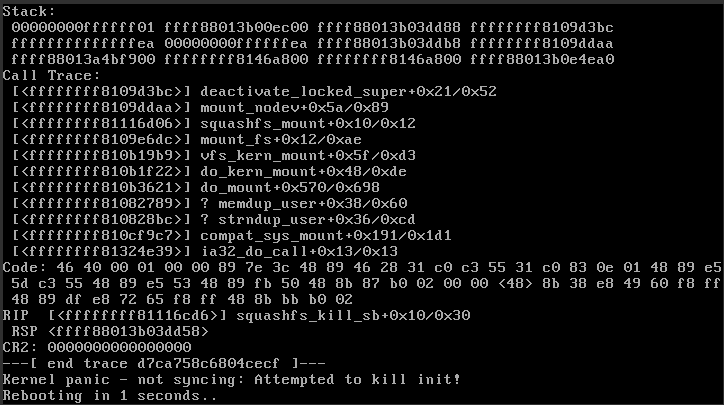 Stack:
 00000000ffffff01 ffff88013b00ec00 ffff88013b03dd88 ffffffff8109d3bc
 ffffffffffffffea 00000000ffffffea ffff88013b03ddb8 ffffffff8109ddaa
 ffff88013a4bf900 ffffffff8146a800 ffffffff8146a800 ffff88013b0e4ea0
Call Trace:
 [<ffffffff8109d3bc>] deactivate_locked_super+0x21/0x52
 [<ffffffff8109ddaa>] mount_nodev+0x5a/0x89
 [<ffffffff81116d06>] squashfs_mount+0x10/0x12
 [<ffffffff8109e6dc>] mount_fs+0x12/0xae
 [<ffffffff810b19b9>] vfs_kern_mount+0x5f/0xd3
 [<ffffffff810b1f22>] do_kern_mount+0x48/0xde
 [<ffffffff810b3621>] do_mount+0x570/0x698
 [<ffffffff81082789>] ? memdup_user+0x38/0x60
 [<ffffffff810828bc>] ? strndup_user+0x36/0xcd
 [<ffffffff810cf9c7>] compat_sys_mount+0x191/0x1d1
 [<ffffffff81324e39>] ia32_do_call+0x13/0x13
Code: 46 40 00 01 00 00 89 7e 3c 48 89 46 28 31 c0 c3 55 31 c0 83 0e 01 48 89 e5
 5d c3 55 48 89 e5 53 48 89 fb 50 48 8b 87 b0 02 00 00 <48> 8b 38 e8 49 60 f8 ff
 48 89 df e8 72 65 f8 ff 48 8b bb b0 02
RIP  [<ffffffff81116cd6>] squashfs_kill_sb+0x10/0x30
 RSP <ffff88013b03dd58>
CR2: 0000000000000000
---[ end trace d7ca758c6804cecf ]---
Kernel panic - not syncing: Attempted to kill init!
Rebooting in 1 seconds..